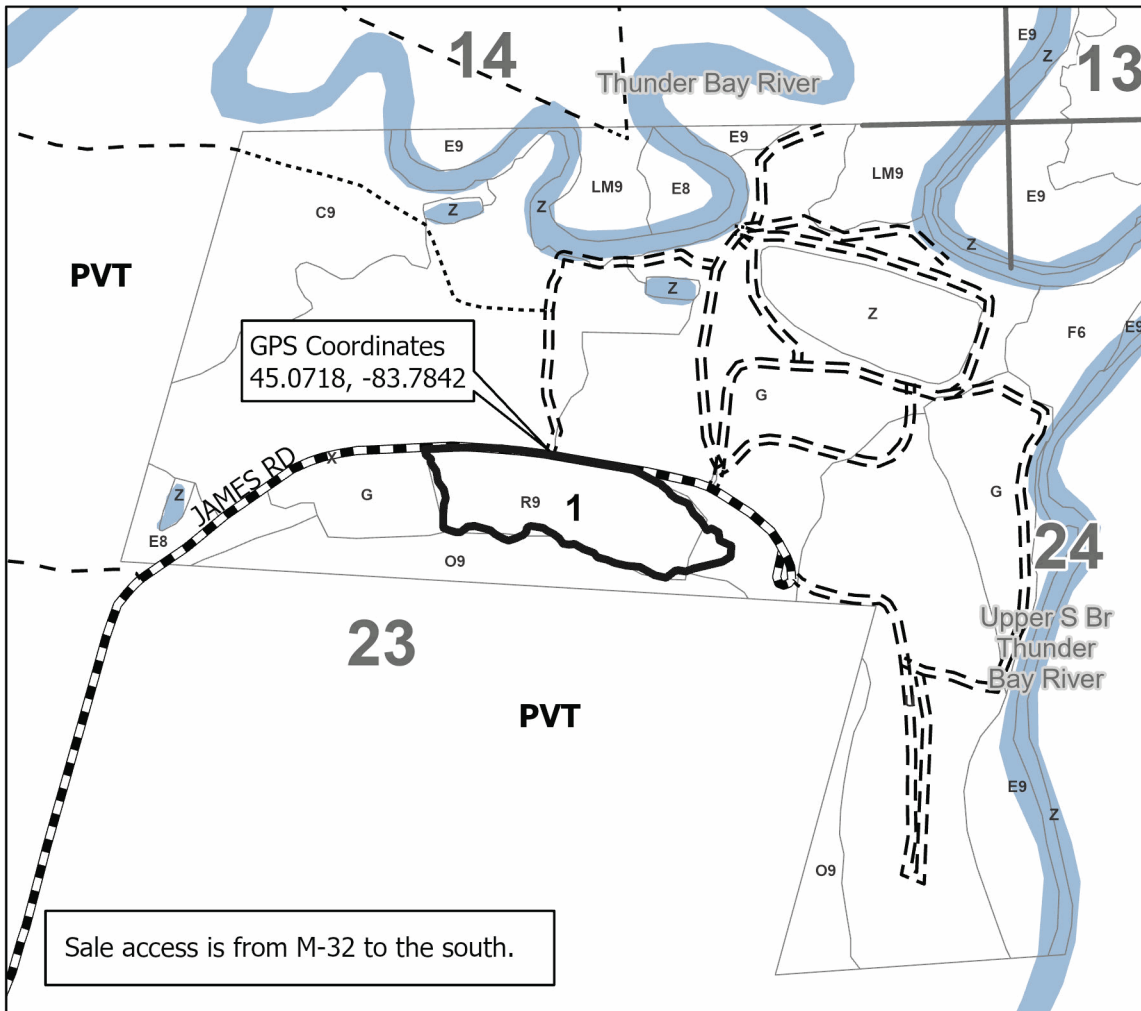 14
E9
Z
13
Thunder Bay River
E9
E9
LM9
E8
LM9
E9
C9
Z
Z
Z
PVT
Z
Z
F6
E9
GPS Coordinates
45.0718, -83.7842
G
JAMES RD
X
Z
G
R9
1
G
E8
O9
24
23
Upper S Br
Thunder
Bay River
PVT
E9
Z
O9
Sale access is from M-32 to the south.